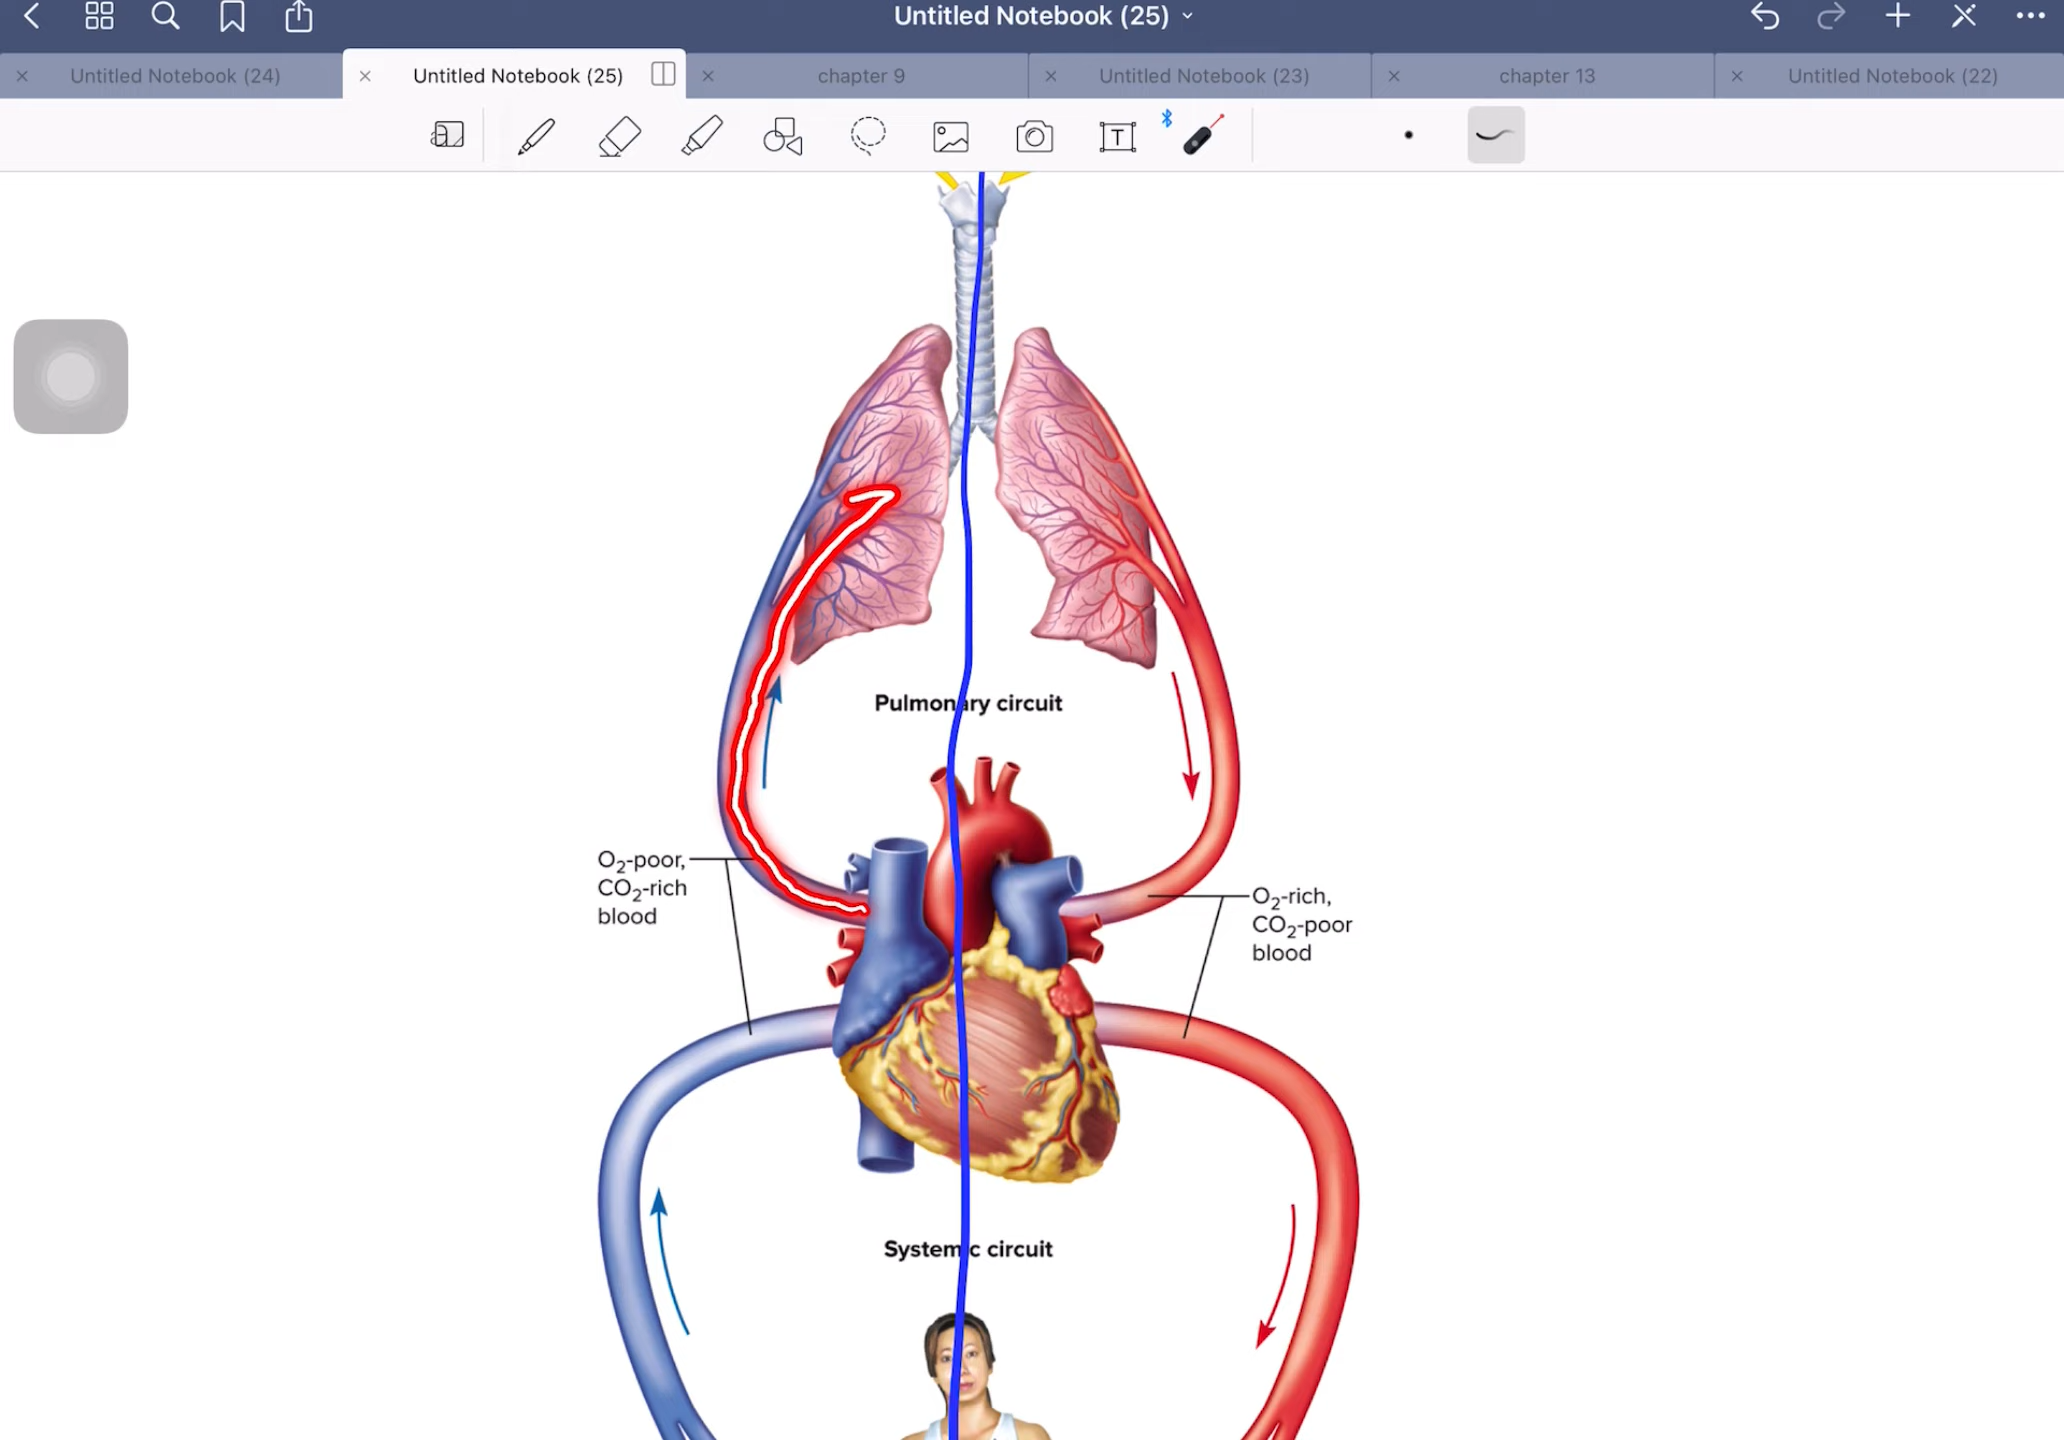 Untitled Notebook (25)
Untitled Notebook (24)
Untitled Notebook (25)
chapter 9
Untitled Notebook (23)
chapter 13
Untitled Notebook (22)
a
T
Pulmonary circuit
O₂-poor,
CO₂-rich
blood
O₂-rich,
CO₂-poor
blood
Systemic circuit